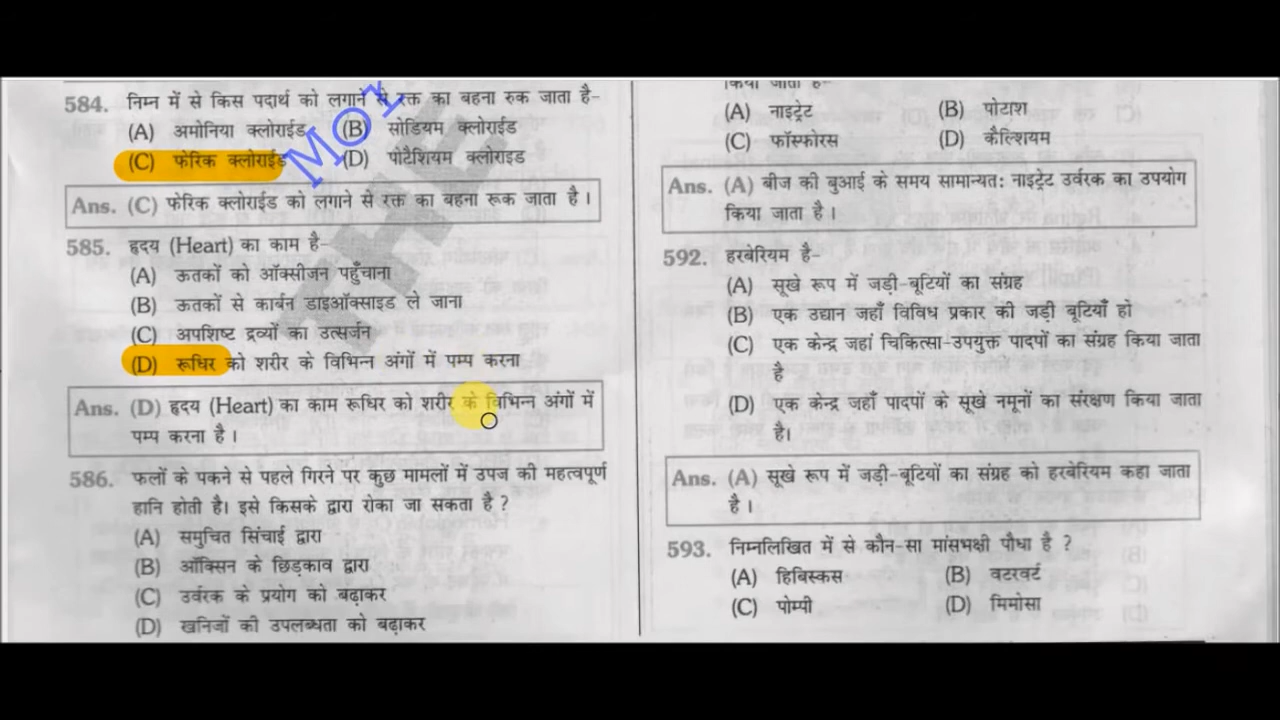 584. निम्न में से किस पदार्थ को लगाने से रक्त का बहना रुक जाता है-
(A) अमोनिया क्लोराईड (B) सोडियम क्लोराईड
(C) फेरिक क्लोराईड (D) पोटैशियम क्लोराइड
Ans. (C) फेरिक क्लोराईड को लगाने से रक्त का बहना रूक जाता है।
585. हृदय (Heart) का काम है-
(A) ऊतकों को ऑक्सीजन पहुँचाना
(B) ऊतकों से कार्बन डाइऑक्साइड ले जाना
(C) अपशिष्ट द्रव्यों का उत्सर्जन
(D) रूधिर को शरीर के विभिन्न अंगों में पम्प करना
Ans. (D) हृदय (Heart) का काम रूधिर को शरीर के विभिन्न अंगों में
पम्प करना है।
586. फलों के पकने से पहले गिरने पर कुछ मामलों में उपज की महत्वपूर्ण
हानि होती है। इसे किसके द्वारा रोका जा सकता है ?
(A) समुचित सिंचाई द्वारा
(B) ऑक्सिन के छिड़काव द्वारा
(C) उर्वरक के प्रयोग को बढ़ाकर
(D) खनिजों की उपलब्धता को बढ़ाकर
किया जाता है-
(A) नाइट्रेट (B) पोटाश
(C) फॉस्फोरस (D) कैल्शियम
Ans. (A) बीज की बुआई के समय सामान्यत: नाइट्रेट उर्वरक का उपयोग
किया जाता है।
592. हरबेरियम है-
(A) सूखे रूप में जड़ी-बूटियों का संग्रह
(B) एक उद्यान जहाँ विविध प्रकार की जड़ी बूटियाँ हो
(C) एक केन्द्र जहां चिकित्सा-उपयुक्त पादपों का संग्रह किया जाता
है
(D) एक केन्द्र जहाँ पादपों के सूखे नमूनों का संरक्षण किया जाता
है।
Ans. (A) सूखे रूप में जड़ी-बूटियों का संग्रह को हरबेरियम कहा जाता
है।
593. निम्नलिखित में से कौन-सा मांसभक्षी पौधा है ?
(A) हिबिस्कस (B) वटरवर्ट
(C) पोम्पी (D) मिमोसा